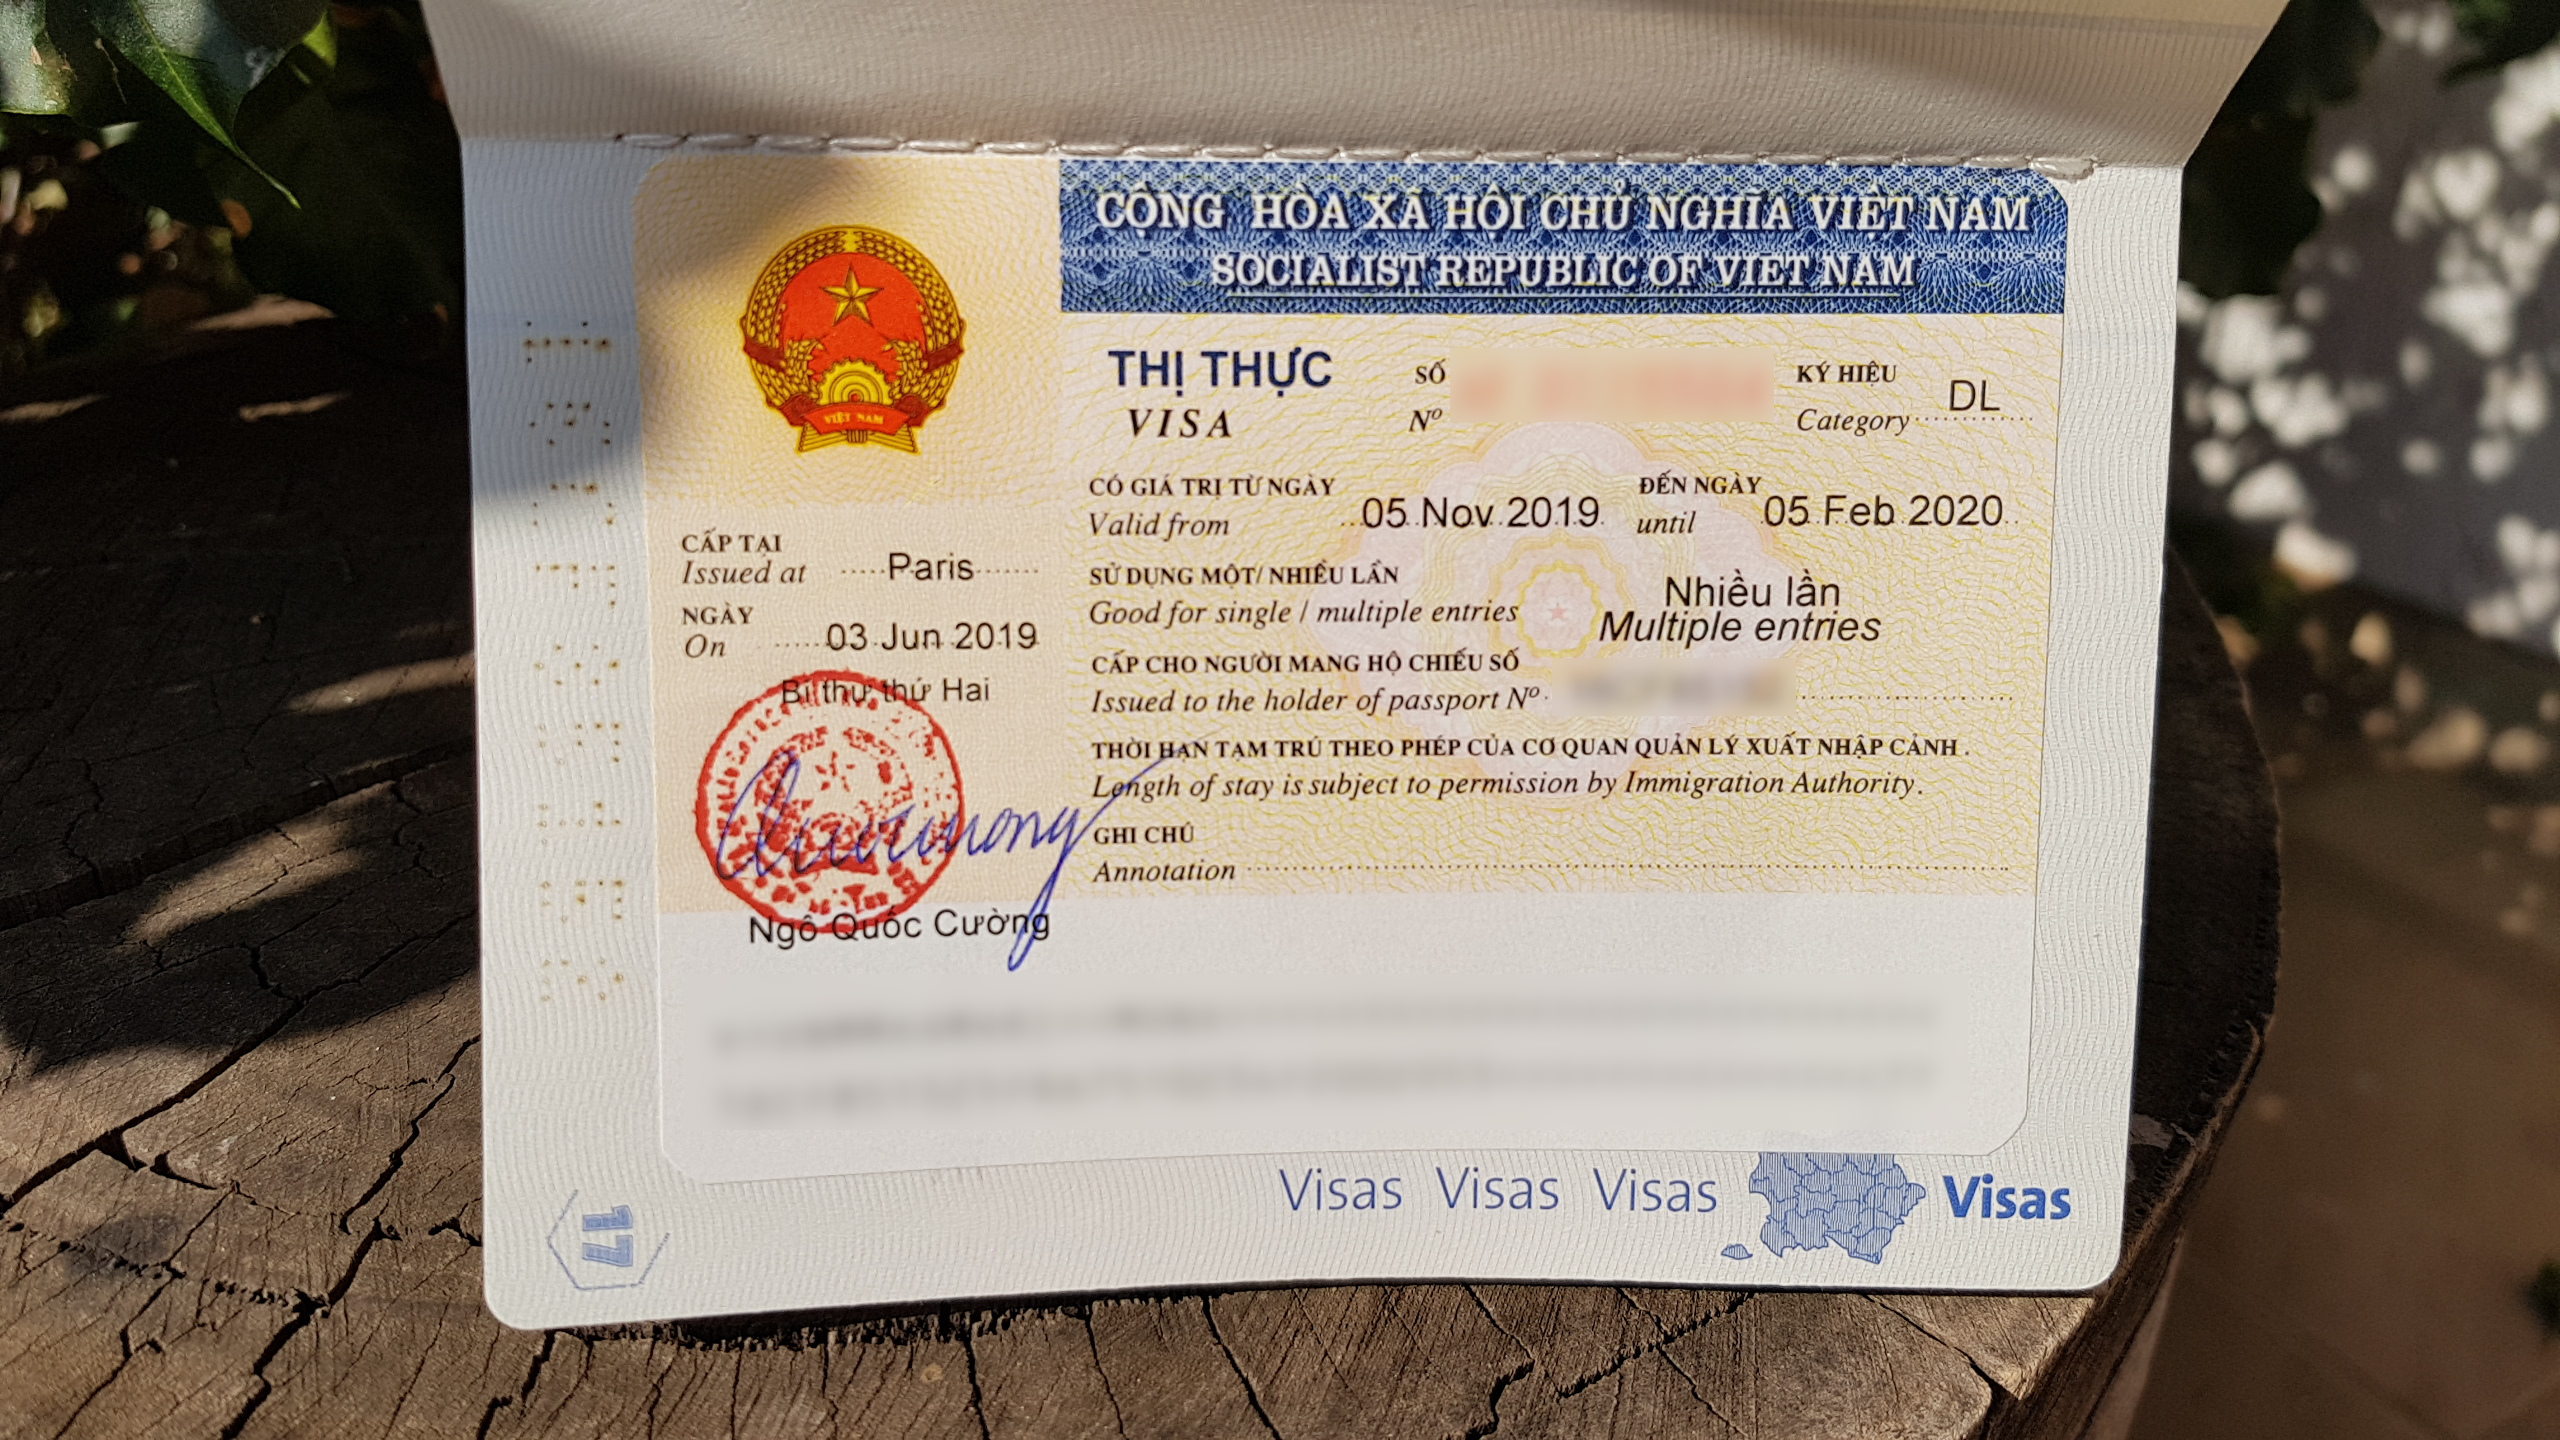 CỘNG HÒA XÃ HỘI CHỦ NGHĨA VIỆT NAM
SOCIALIST REPUBLIC OF VIET NAM
VIỆT NAM
THỊ THỰC
VISA
SỐ
Nº
KÝ HIỆU
Category DL
CÓ GIÁ TRỊ TỪ NGÀY
Valid from 05 Nov 2019
ĐẾN NGÀY
until 05 Feb 2020
CẤP TẠI
Issued at Paris
NGÀY
On 03 Jun 2019
Bí thư thứ Hai
Ngô Quốc Cường
SỬ DỤNG MỘT/ NHIỀU LẦN
Good for single / multiple entries
Nhiều lần
Multiple entries
CẤP CHO NGƯỜI MANG HỘ CHIẾU SỐ
Issued to the holder of passport Nº
THỜI HẠN TẠM TRÚ THEO PHÉP CỦA CƠ QUAN QUẢN LÝ XUẤT NHẬP CẢNH .
Length of stay is subject to permission by Immigration Authority.
GHI CHÚ
Annotation
Visas Visas Visas Visas
17